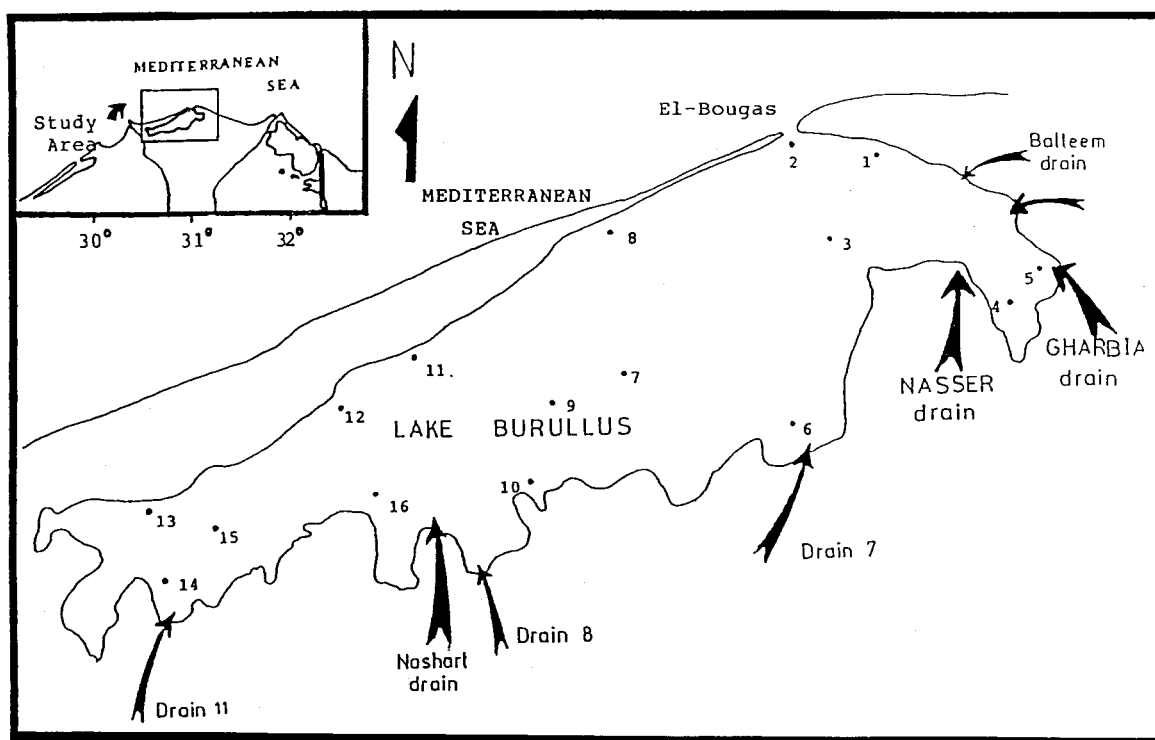 MEDITERRANEAN
SEA
Study
Area
30° 31° 32°
N
El-Bougas
MEDITERRANEAN
SEA
Balteem
drain
1
2
3
4
5
6
7
8
9
10
11.
12
13
14
15
16
LAKE BURULLUS
NASSER
drain
GHARBIA
drain
Drain 7
Drain 8
Nashart
drain
Drain 11